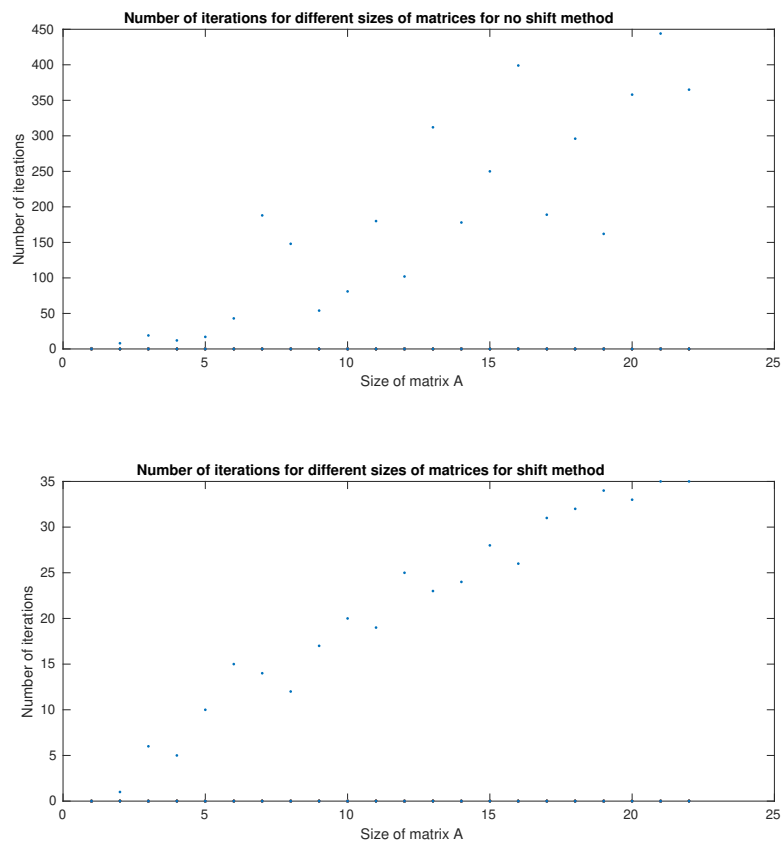 Number of iterations for different sizes of matrices for no shift method
450
400
350
300
250
200
150
100
50
0
Number of iterations
0 5 10 15 20 25
Size of matrix A
Number of iterations for different sizes of matrices for shift method
35
30
25
20
15
10
5
0
Number of iterations
0 5 10 15 20 25
Size of matrix A